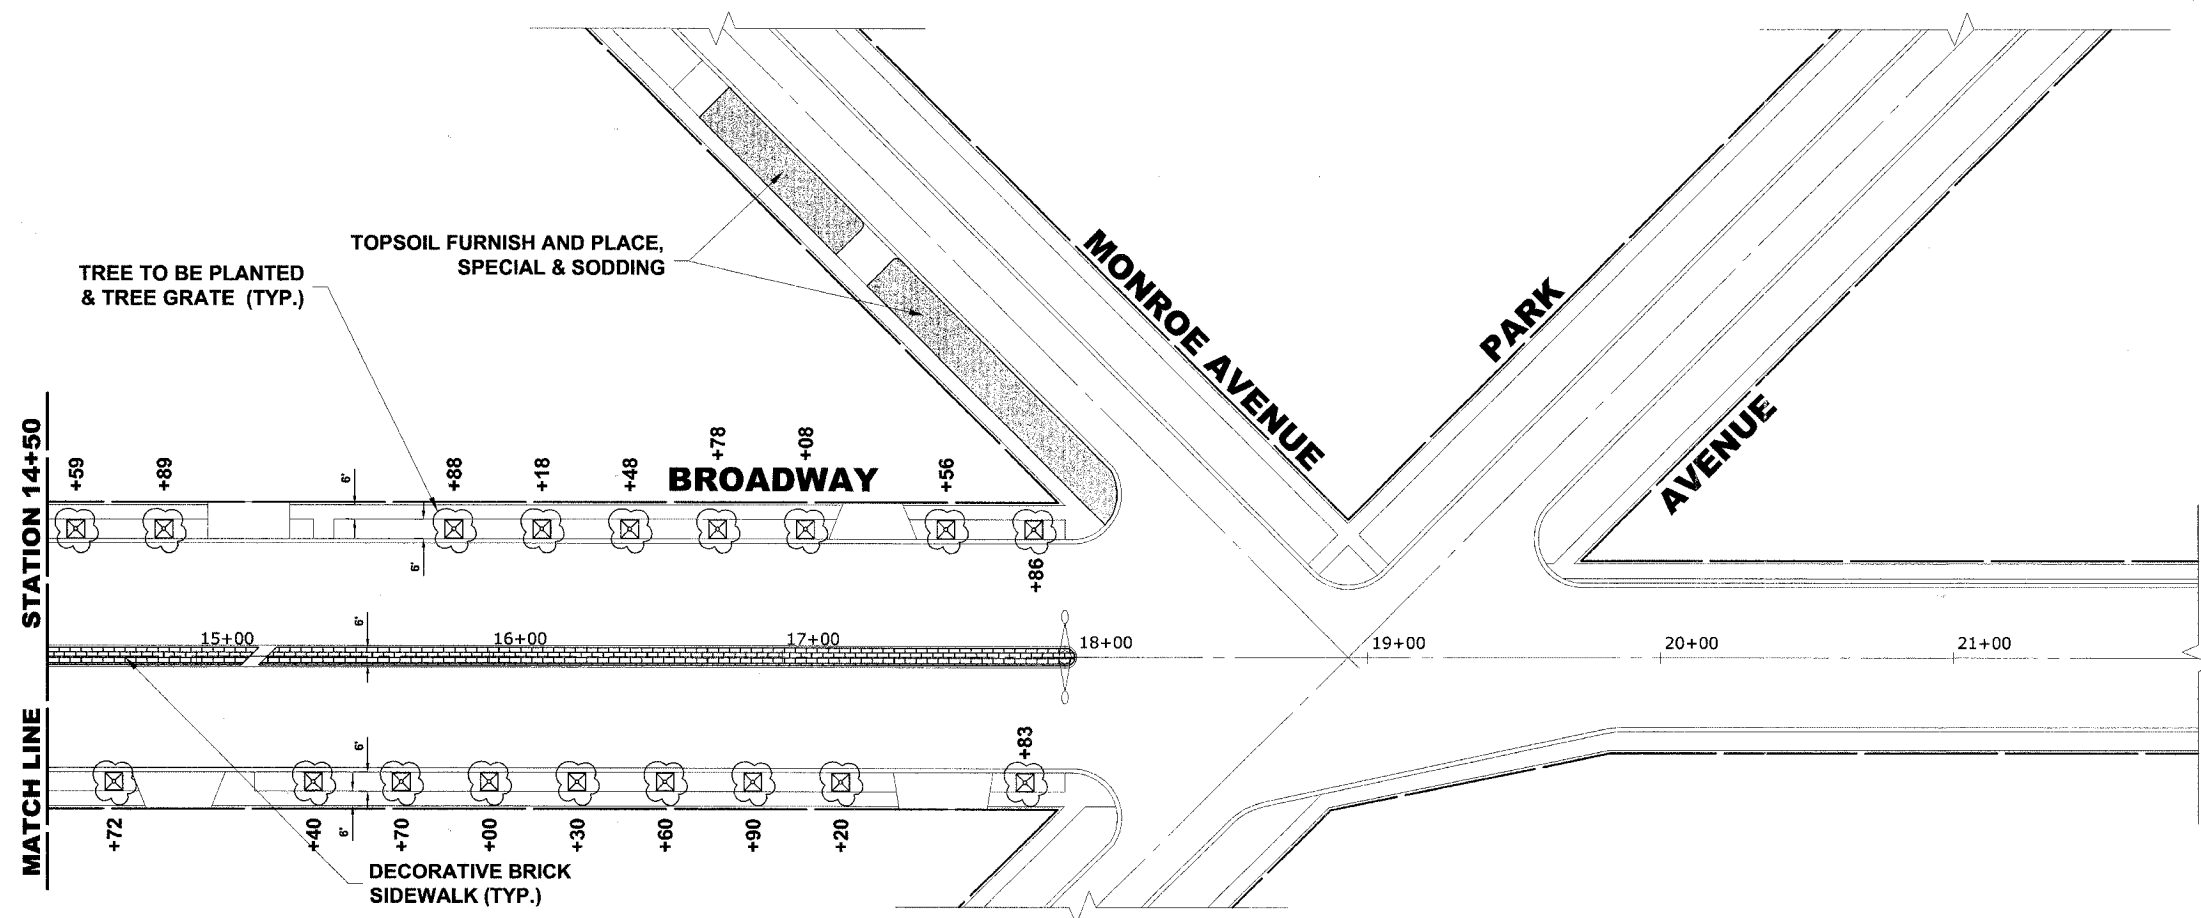 TOPSOIL FURNISH AND PLACE,
SPECIAL & SODDING
TREE TO BE PLANTED
& TREE GRATE (TYP.)
MONROE AVENUE
PARK
AVENUE
BROADWAY
MATCH LINE STATION 14+50
+59
+89
+88
+18
+48
+78
+08
+56
+86
6'
6'
6'
15+00
16+00
17+00
18+00
19+00
20+00
21+00
6'
6'
+83
+72
+40
+70
+00
+30
+60
+90
+20
DECORATIVE BRICK
SIDEWALK (TYP.)